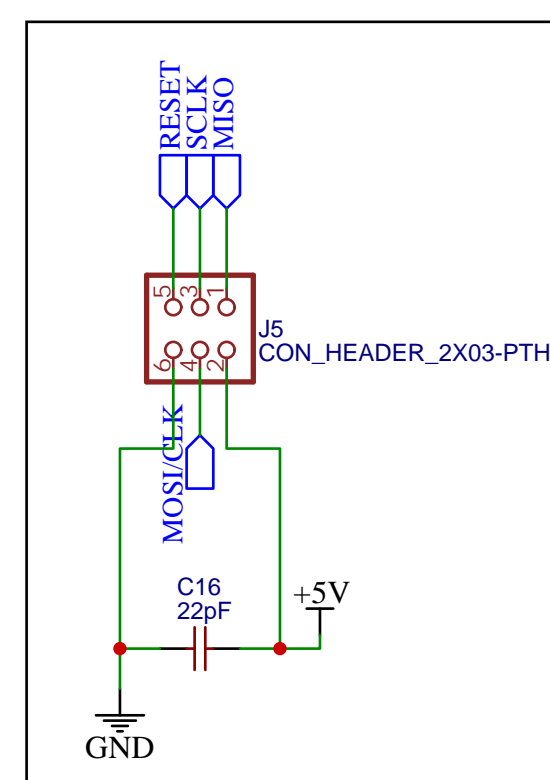 RESET
SCLK
MISO
5
3
1
6
4
2
J5
CON_HEADER_2X03-PTH
MOSI/CLK
C16
22pF
+5V
GND